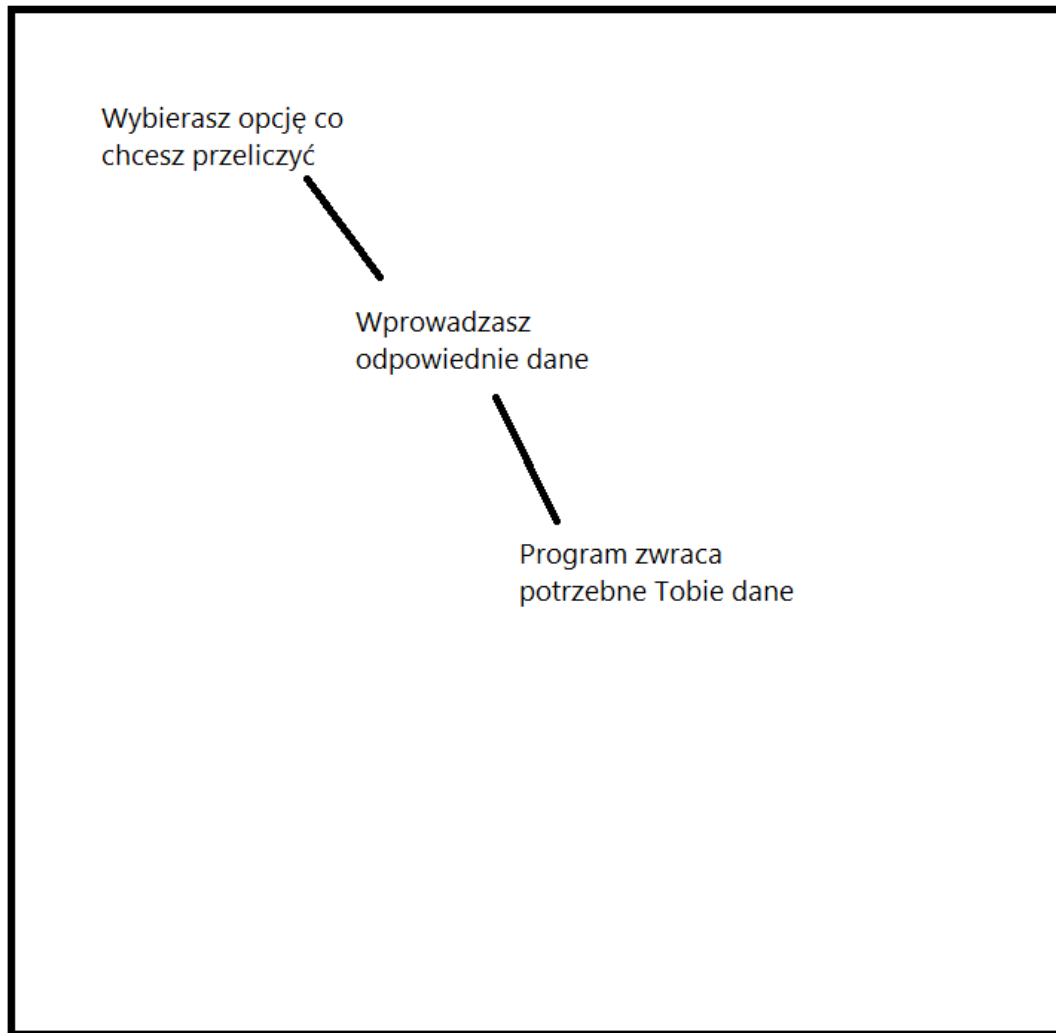 Wybierasz opcję co
chcesz przeliczyć
Wprowadzasz
odpowiednie dane
Program zwraca
potrzebne Tobie dane